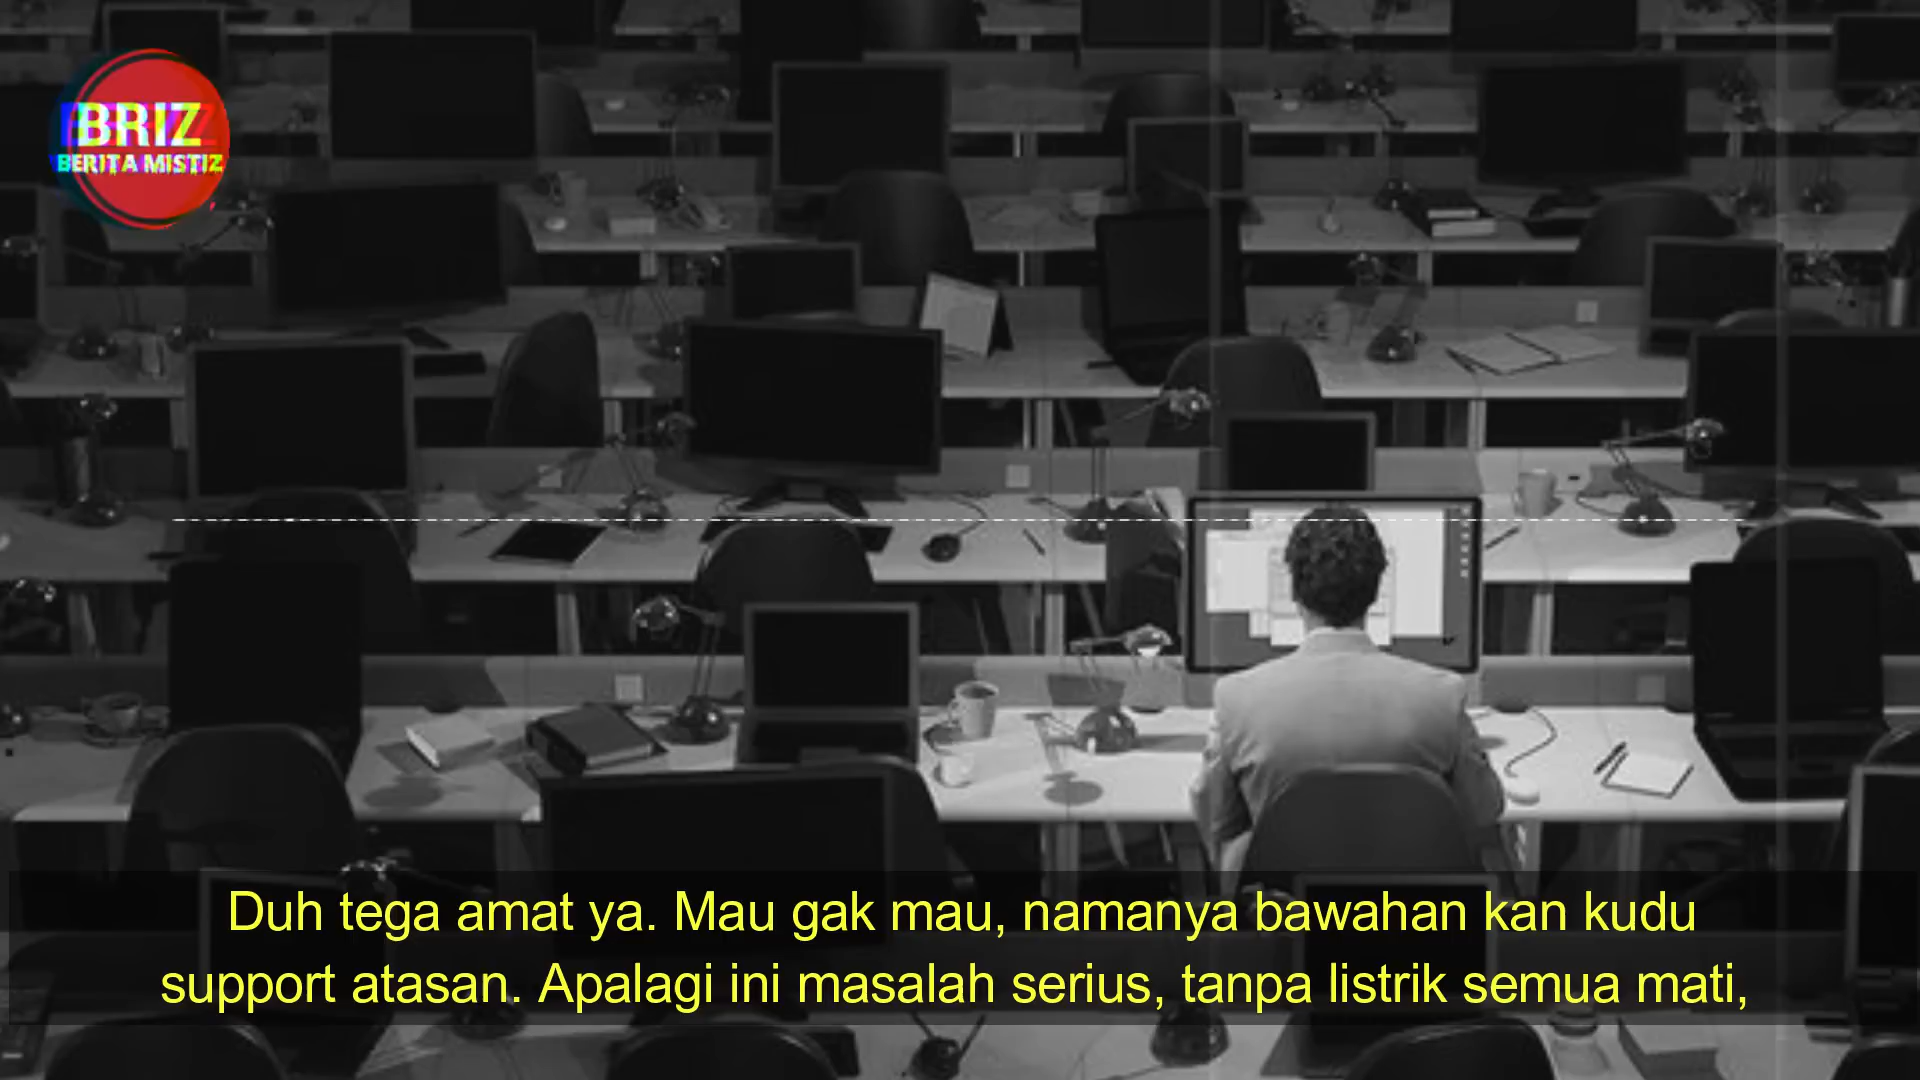 BRIZ
BERITA MISTIZ
Duh tega amat ya. Mau gak mau, namanya bawahan kan kudu
support atasan. Apalagi ini masalah serius, tanpa listrik semua mati,